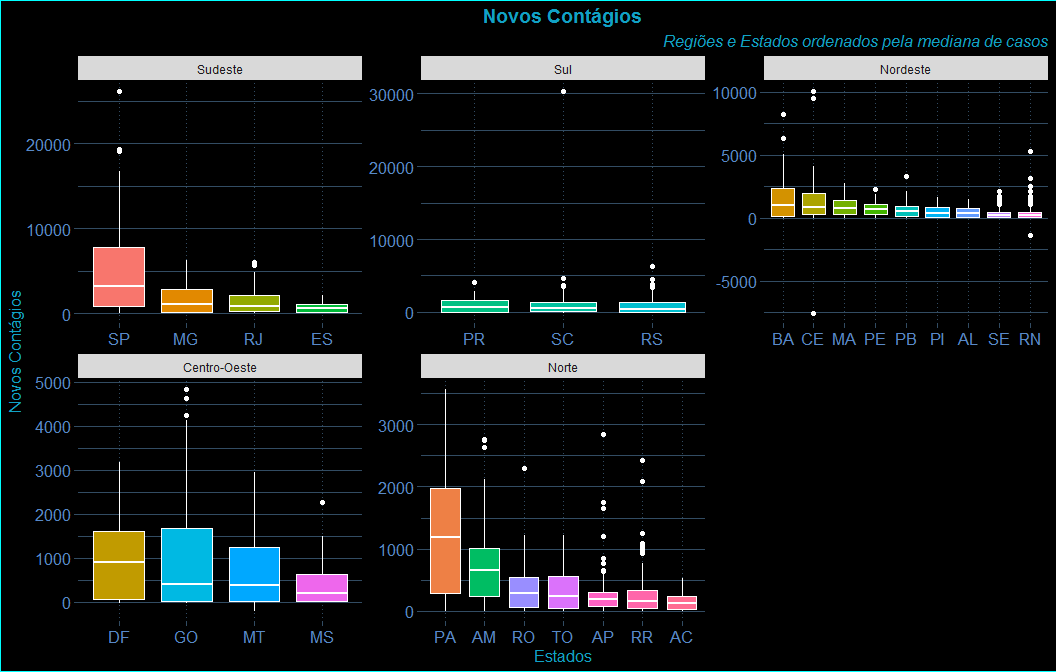 Novos Contágios
Regiões e Estados ordenados pela mediana de casos
Novos Contágios
Sudeste
20000
10000
0
SP MG RJ ES
Sul
30000
20000
10000
0
PR SC RS
Nordeste
10000
5000
0
-5000
BA CE MA PE PB PI AL SE RN
Centro-Oeste
5000
4000
3000
2000
1000
0
DF GO MT MS
Norte
3000
2000
1000
0
PA AM RO TO AP RR AC
Estados